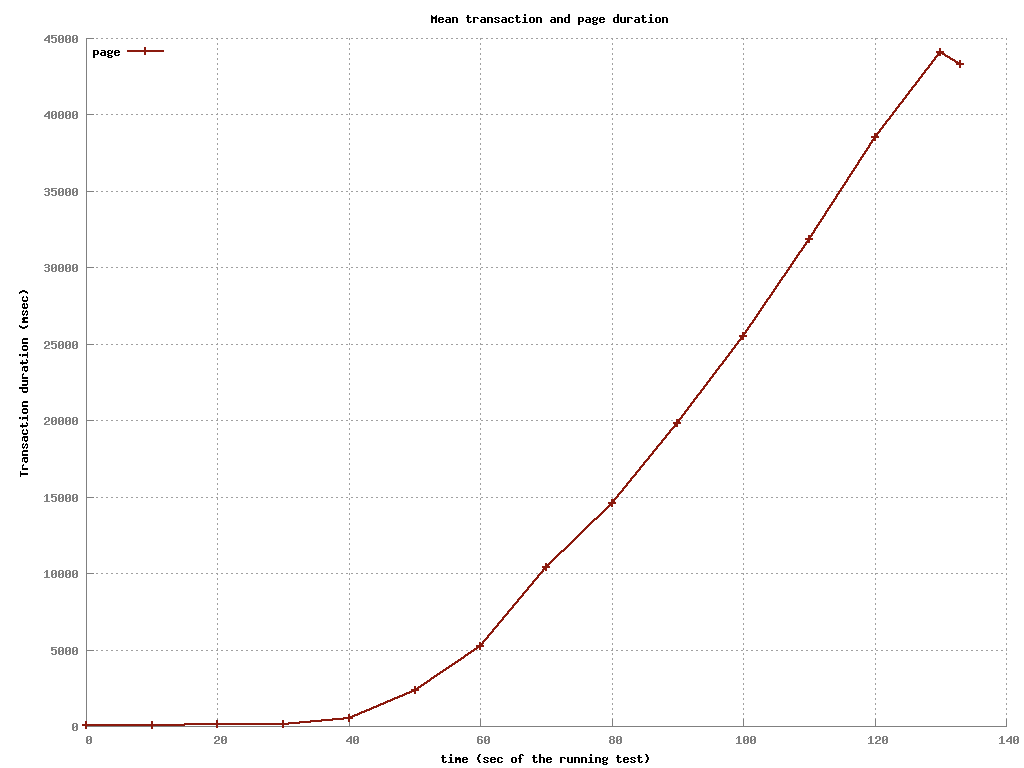 Mean transaction and page duration
page
45000
40000
35000
30000
25000
20000
15000
10000
5000
0
Transaction duration (msec)
0 20 40 60 80 100 120 140
time (sec of the running test)